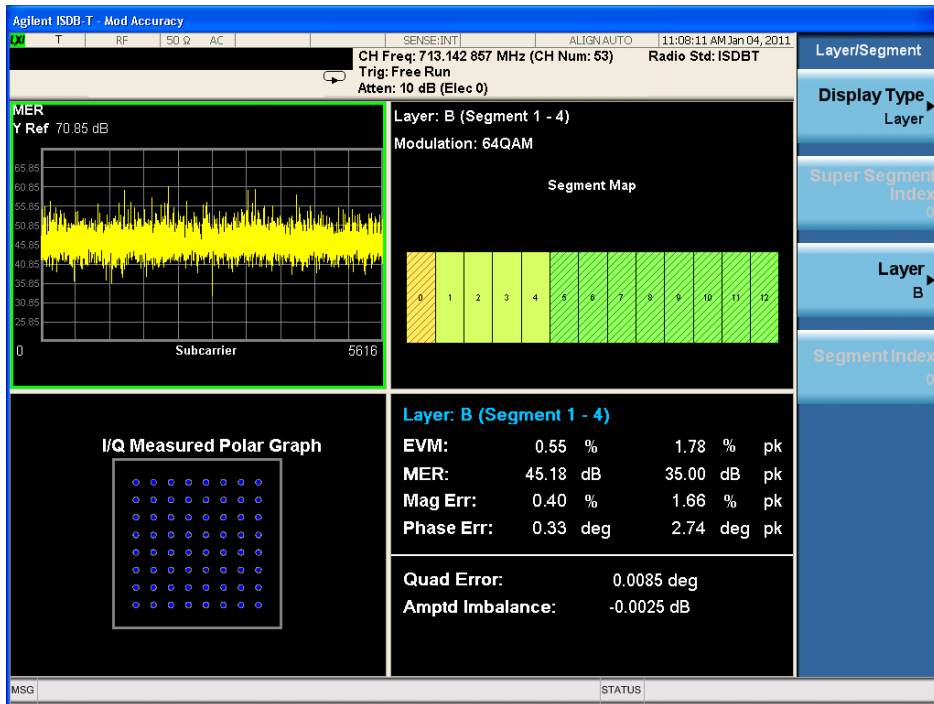 Agilent ISDB-T - Mod Accuracy
LXI T RF 50 Ω AC SENSE:INT ALIGN AUTO 11:08:11 AM Jan 04, 2011
CH Freq: 713.142 857 MHz (CH Num: 53) Radio Std: ISDBT
Trig: Free Run
Atten: 10 dB (Elec 0)
Layer/Segment
Display Type
Layer
Super Segment
Index
0
Layer
B
Segment Index
0
MER
Y Ref 70.85 dB
65.85
60.85
55.85
50.85
45.85
40.85
35.85
30.85
25.85
0 Subcarrier 5616
Layer: B (Segment 1 - 4)
Modulation: 64QAM
Segment Map
0 1 2 3 4 5 6 7 8 9 10 11 12
I/Q Measured Polar Graph
Layer: B (Segment 1 - 4)
EVM: 0.55 % 1.78 % pk
MER: 45.18 dB 35.00 dB pk
Mag Err: 0.40 % 1.66 % pk
Phase Err: 0.33 deg 2.74 deg pk
Quad Error: 0.0085 deg
Amptd Imbalance: -0.0025 dB
MSG STATUS